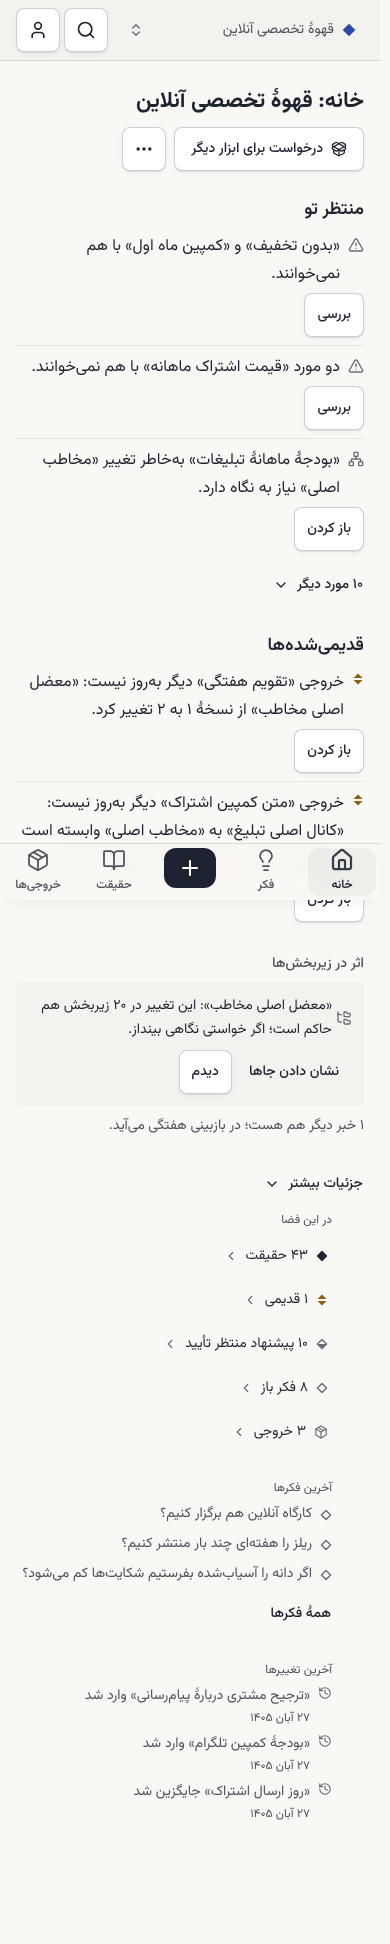 قهوهٔ تخصصی آنلاین
خانه: قهوهٔ تخصصی آنلاین
درخواست برای ابزار دیگر
منتظر تو
«بدون تخفیف» و «کمپین ماه اول» با هم
نمی‌خوانند.
بررسی
دو مورد «قیمت اشتراک ماهانه» با هم نمی‌خوانند.
بررسی
«بودجهٔ ماهانهٔ تبلیغات» به‌خاطر تغییر «مخاطب
اصلی» نیاز به نگاه دارد.
باز کردن
۱۰ مورد دیگر
قدیمی‌شده‌ها
خروجی «تقویم هفتگی» دیگر به‌روز نیست: «معضل
اصلی مخاطب» از نسخهٔ ۱ به ۲ تغییر کرد.
باز کردن
خروجی «متن کمپین اشتراک» دیگر به‌روز نیست:
«کانال اصلی تبلیغ» به «مخاطب اصلی» وابسته است
خانه
فکر
حقیقت
خروجی‌ها
باز کردن
اثر در زیربخش‌ها
«معضل اصلی مخاطب»: این تغییر در ۲۰ زیربخش هم
حاکم است؛ اگر خواستی نگاهی بینداز.
نشان دادن جاها
دیدم
۱ خبر دیگر هم هست؛ در بازبینی هفتگی می‌آید.
جزئیات بیشتر
در این فضا
۴۳ حقیقت
۱ قدیمی
۱۰ پیشنهاد منتظر تأیید
۸ فکر باز
۳ خروجی
آخرین فکرها
کارگاه آنلاین هم برگزار کنیم؟
ریلز را هفته‌ای چند بار منتشر کنیم؟
اگر دانه را آسیاب‌شده بفرستیم شکایت‌ها کم می‌شود؟
همهٔ فکرها
آخرین تغییرها
«ترجیح مشتری دربارهٔ پیام‌رسانی» وارد شد
۲۷ آبان ۱۴۰۵
«بودجهٔ کمپین تلگرام» وارد شد
۲۷ آبان ۱۴۰۵
«روز ارسال اشتراک» جایگزین شد
۲۷ آبان ۱۴۰۵